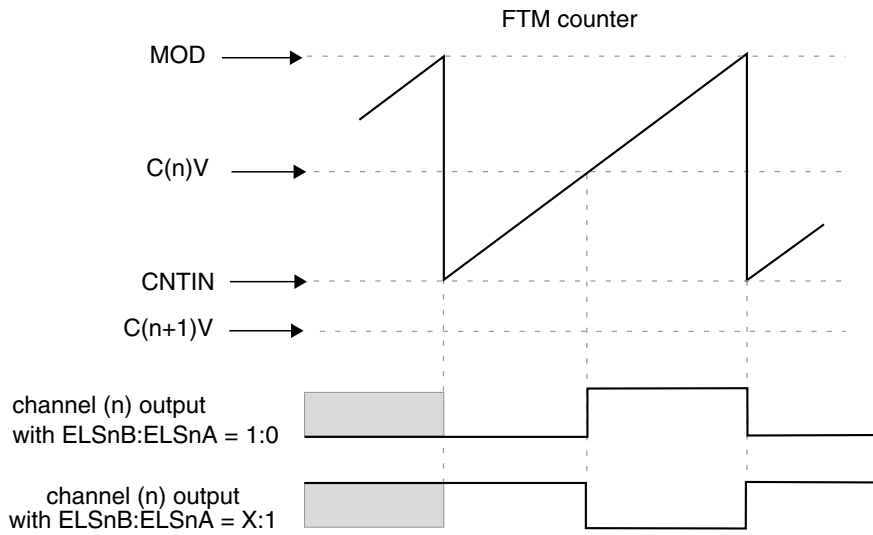 FTM counter
MOD
C(n)V
CNTIN
C(n+1)V
channel (n) output
with ELSnB:ELSnA = 1:0
channel (n) output
with ELSnB:ELSnA = X:1